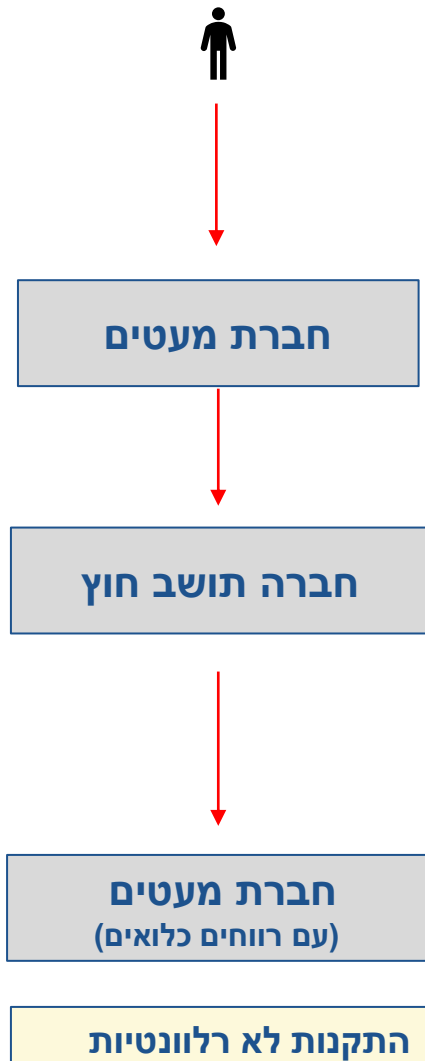 חברת מעטים
חברה תושב חוץ
חברת מעטים
(עם רווחים כלואים)
התקנות לא רלוונטיות